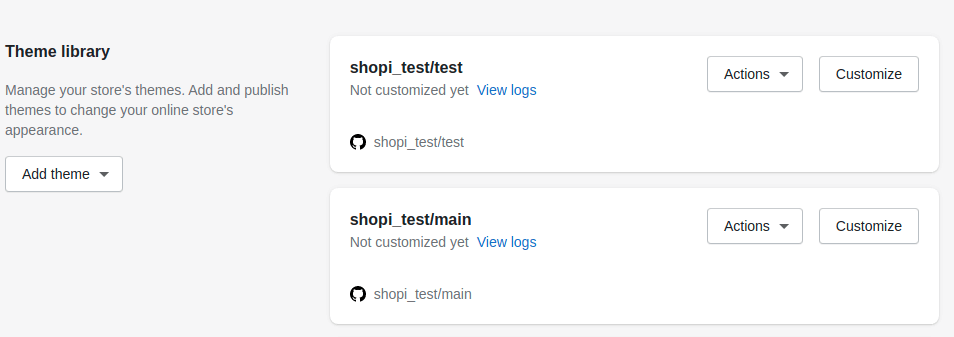 Theme library
Manage your store's themes. Add and publish
themes to change your online store's
appearance.
Add theme
shopi_test/test
Not customized yet View logs
Actions
Customize
shopi_test/test
shopi_test/main
Not customized yet View logs
Actions
Customize
shopi_test/main